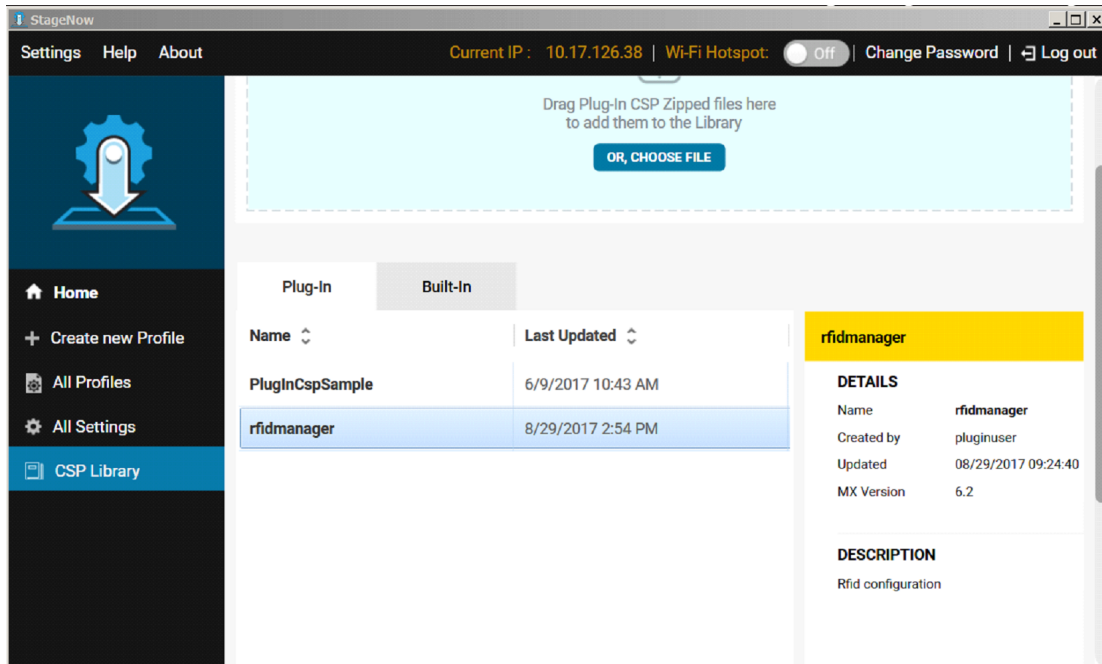 StageNow
Settings Help About Current IP : 10.17.126.38 | Wi-Fi Hotspot: Off | Change Password | Log out
Drag Plug-In CSP Zipped files here
to add them to the Library
OR, CHOOSE FILE
Home
Create new Profile
All Profiles
All Settings
CSP Library
Plug-In Built-In
Name Last Updated
PlugInCspSample 6/9/2017 10:43 AM
rfidmanager 8/29/2017 2:54 PM
rfidmanager
DETAILS
Name rfidmanager
Created by pluginuser
Updated 08/29/2017 09:24:40
MX Version 6.2
DESCRIPTION
Rfid configuration